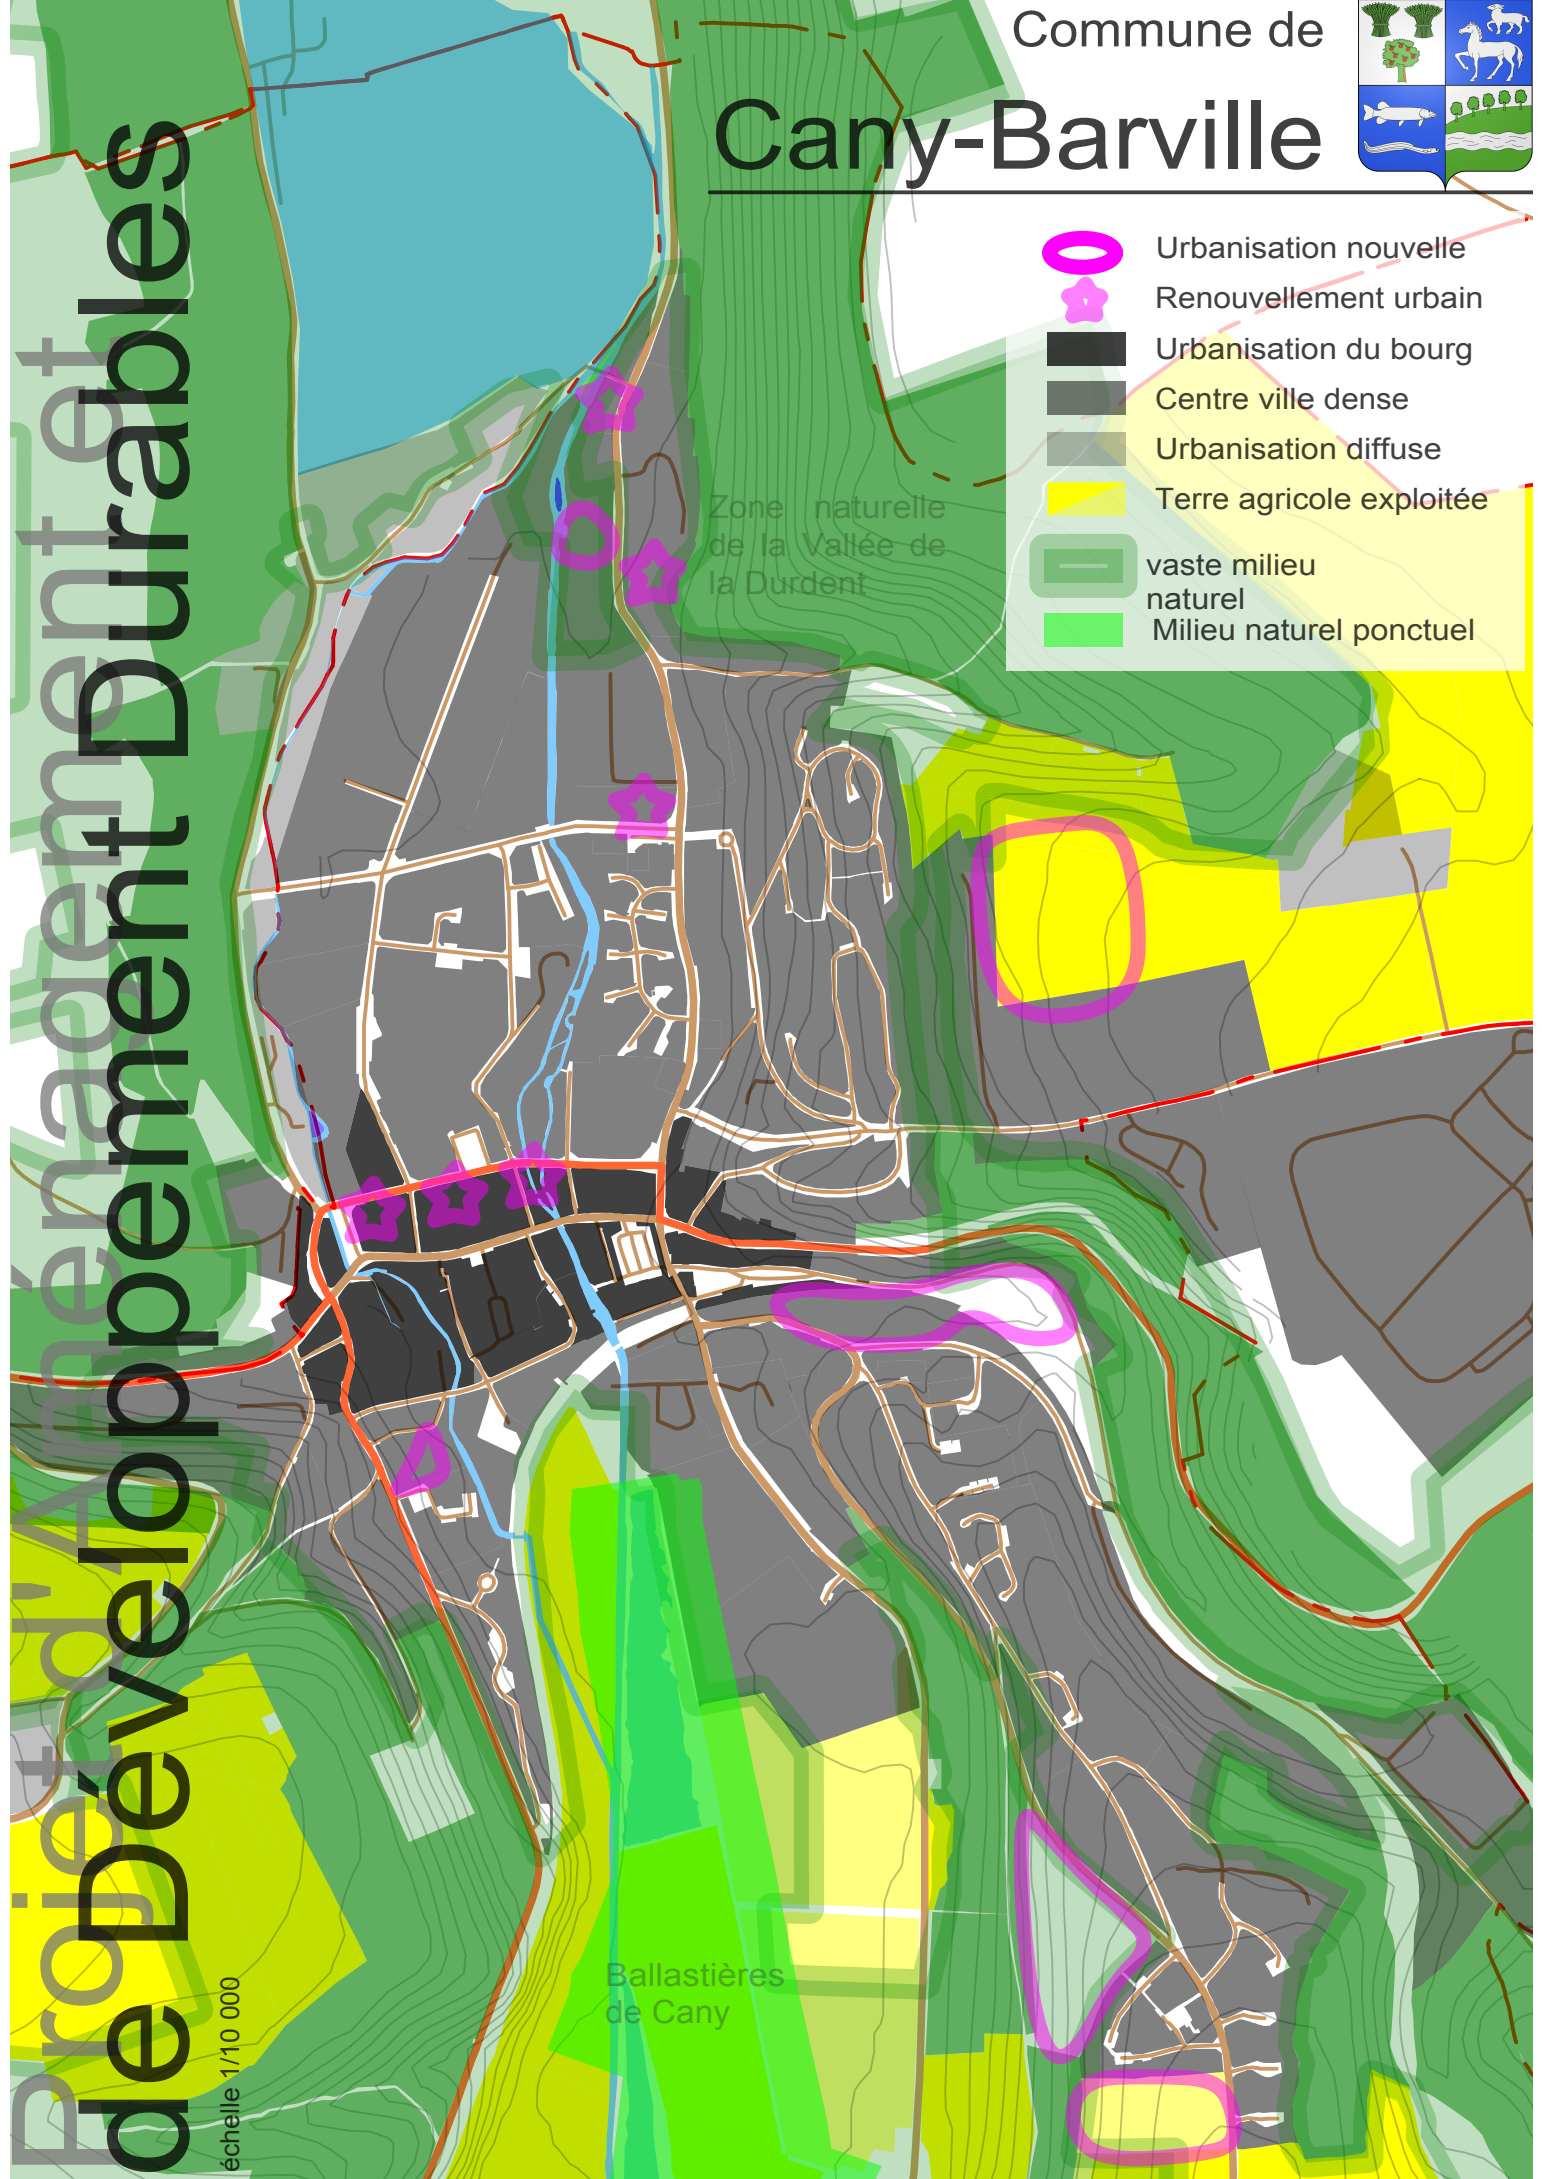 Commune de
Cany-Barville
Urbanisation nouvelle
Renouvellement urbain
Urbanisation du bourg
Centre ville dense
Urbanisation diffuse
Terre agricole exploitée
vaste milieu
naturel
Milieu naturel ponctuel
Zone naturelle
de la Vallée de
la Durdent
Ballastières
de Cany
Projet d'Aménagement et
de Développement Durables
échelle 1/10 000